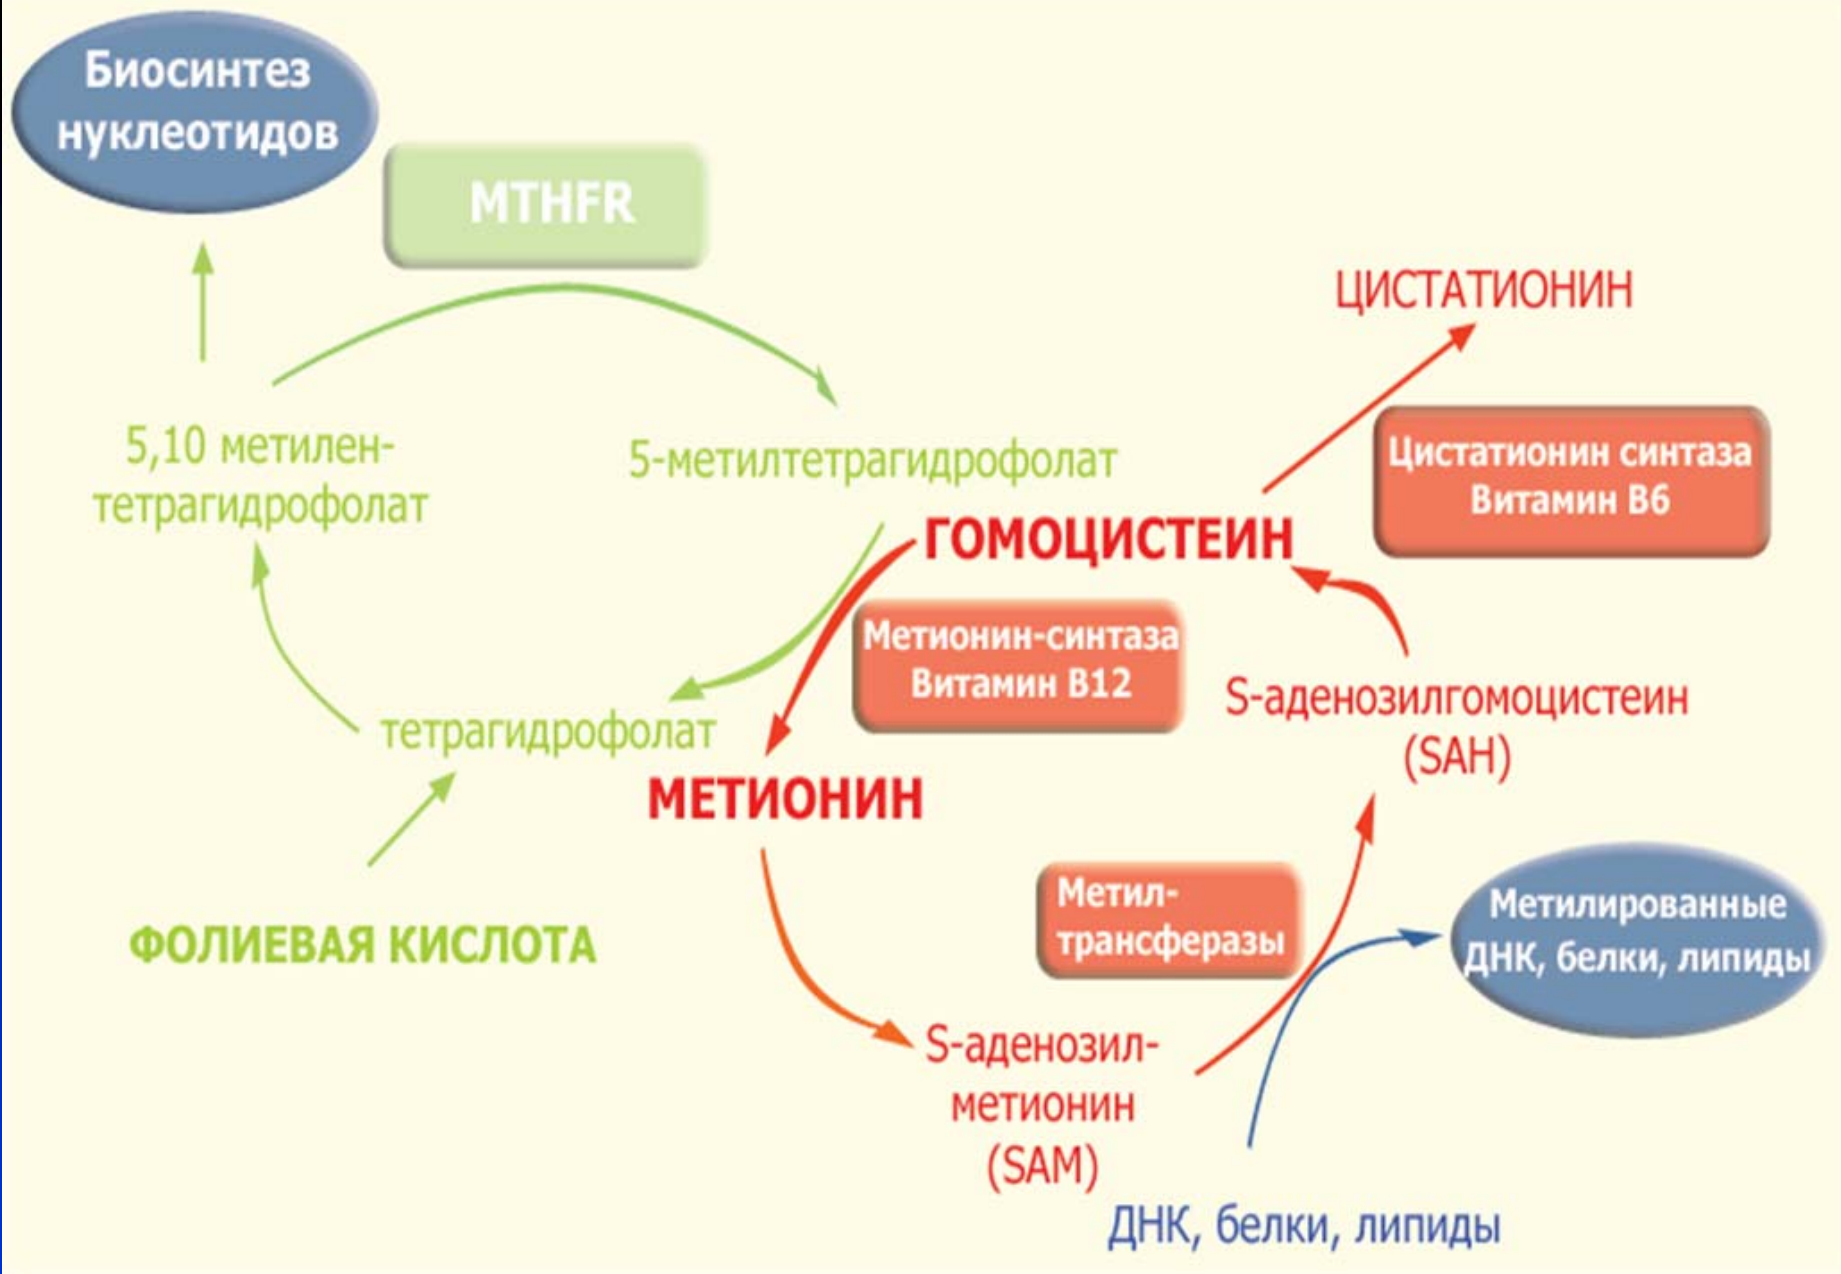 Биосинтез
нуклеотидов
MTHFR
ЦИСТАТИОНИН
5,10 метилен-
тетрагидрофолат
5-метилтетрагидрофолат
Цистатионин синтаза
Витамин В6
ГОМОЦИСТЕИН
Метионин-синтаза
Витамин В12
S-аденозилгомоцистеин
(SAH)
тетрагидрофолат
МЕТИОНИН
ФОЛИЕВАЯ КИСЛОТА
Метил-
трансферазы
Метилированные
ДНК, белки, липиды
S-аденозил-
метионин
(SAM)
ДНК, белки, липиды